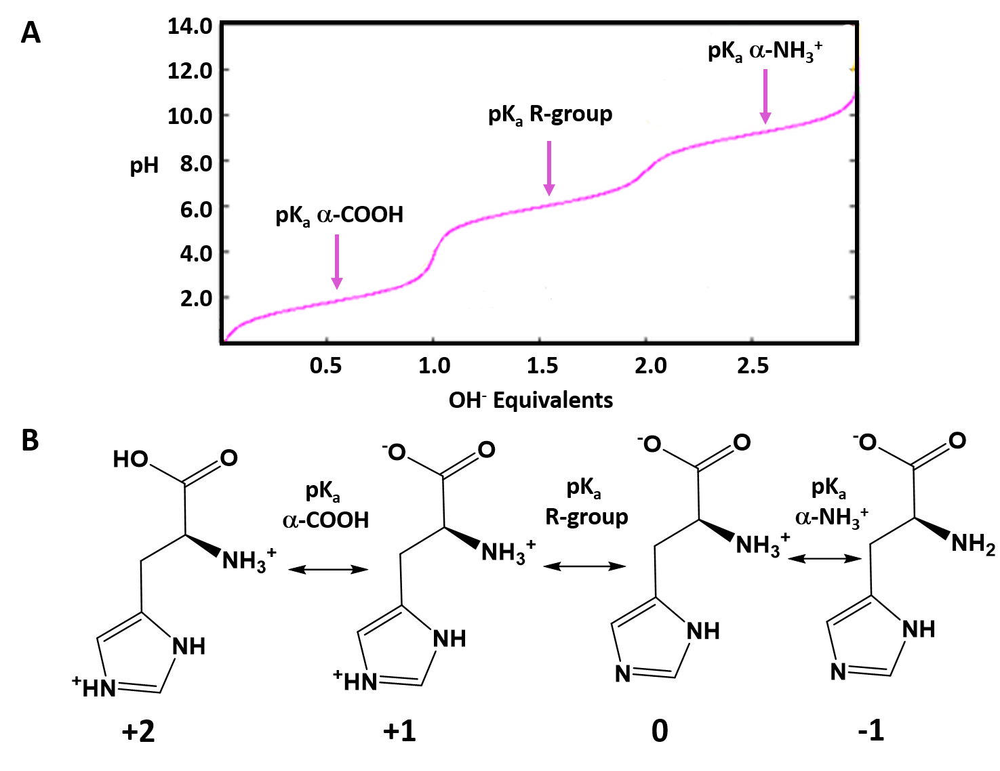 A
14.0
12.0
10.0
8.0
6.0
4.0
2.0
pH
pKₐ α-COOH
pKₐ R-group
pKₐ α-NH₃⁺
0.5 1.0 1.5 2.0 2.5
OH⁻ Equivalents
B
HO O
NH₃⁺
NH
⁺HN
+2
pKₐ
α-COOH
⁻O O
NH₃⁺
NH
⁺HN
+1
pKₐ
R-group
⁻O O
NH₃⁺
NH
N
0
pKₐ
α-NH₃⁺
⁻O O
NH₂
NH
N
-1